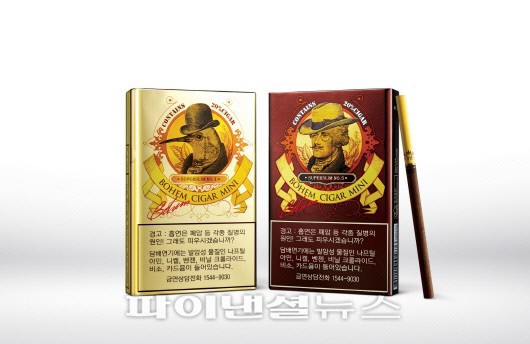 CONTAINS 20%CIGAR
SUPERSLIM NO.1
BOHEM CIGAR MINI
Bohem
경고 : 흡연은 폐암 등 각종 질병의
원인! 그래도 피우시겠습니까?
담배연기에는 발암성 물질인 나프틸
아민, 니켈, 벤젠, 비닐 크롤라이드,
비소, 카드뮴이 들어있습니다.
금연상담전화 1544-9030
CONTAINS 20%CIGAR
SUPERSLIM NO.5
BOHEM CIGAR MINI
경고 : 흡연은 폐암 등 각종 질병의
원인! 그래도 피우시겠습니까?
담배연기에는 발암성 물질인 나프틸
아민, 니켈, 벤젠, 비닐 크롤라이드,
비소, 카드뮴이 들어있습니다.
금연상담전화 1544-9030
파이낸셜뉴스